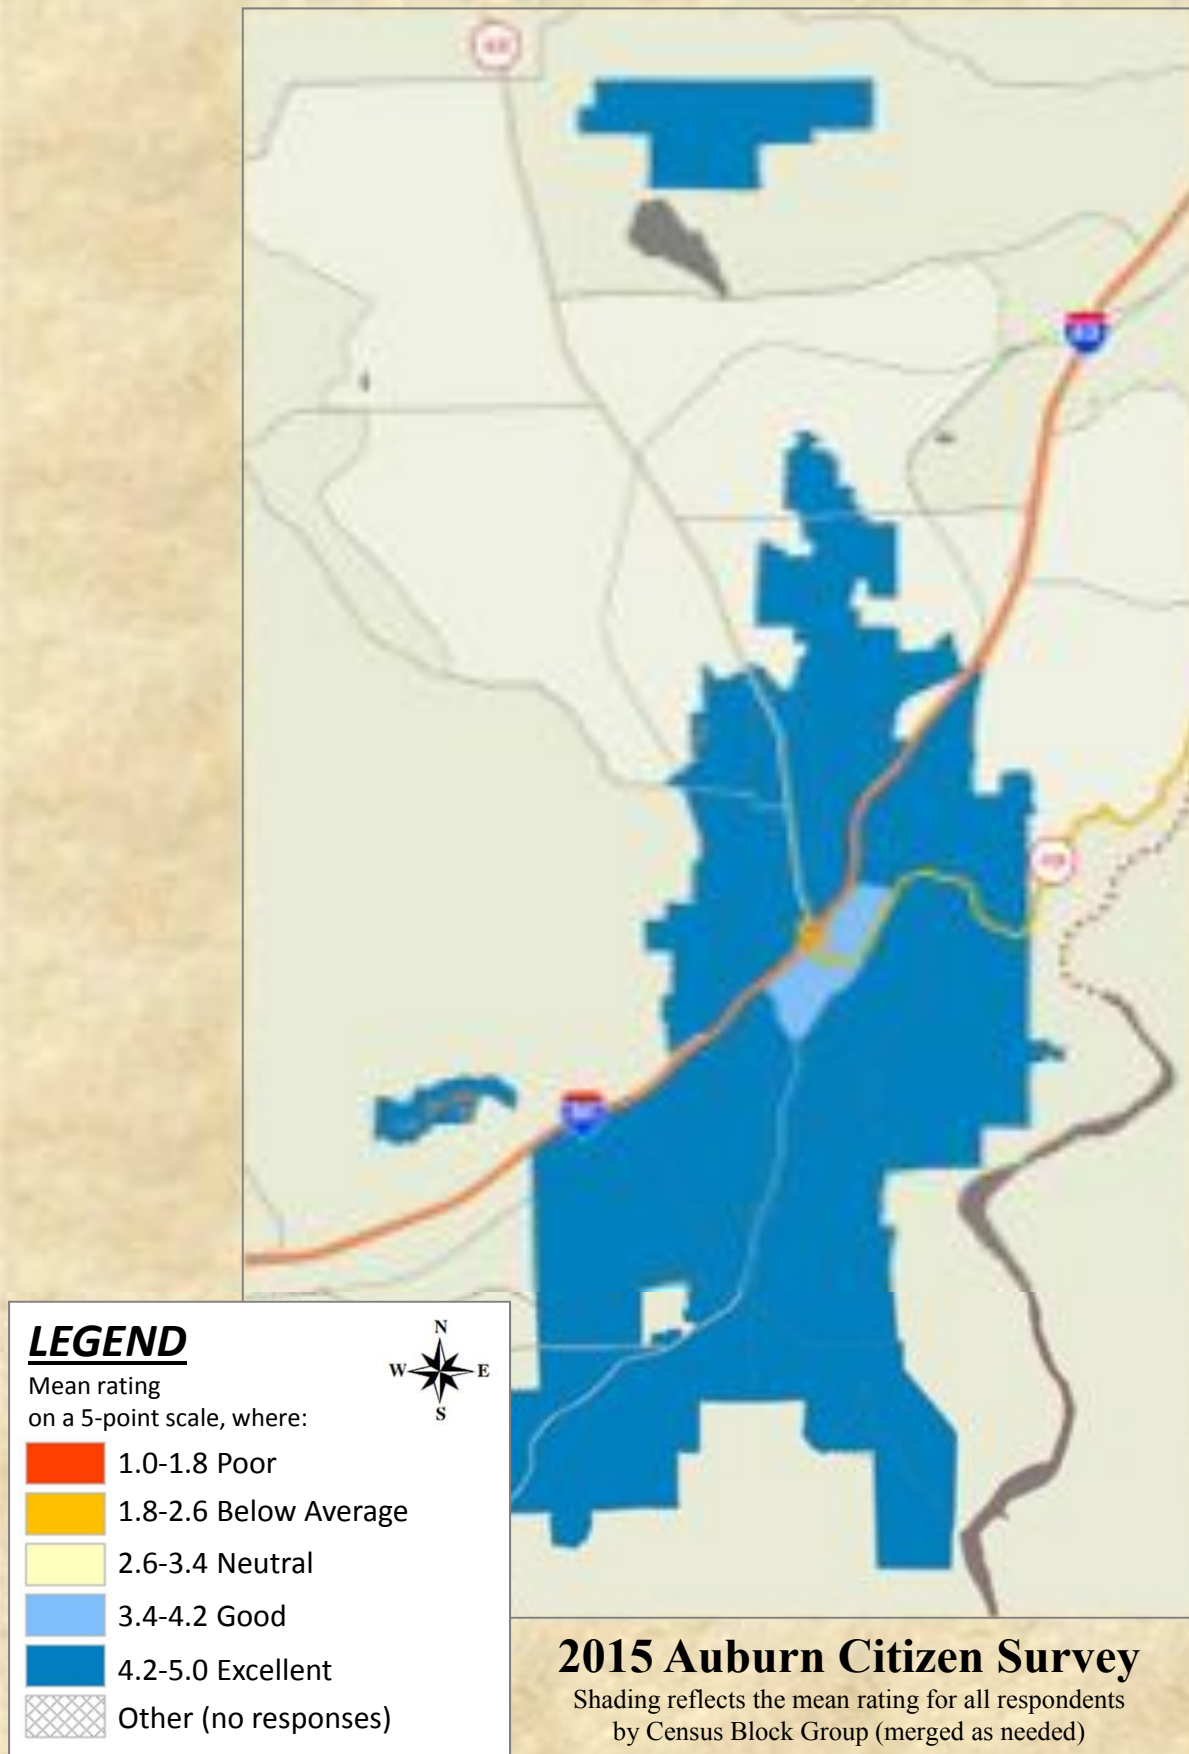 LEGEND
Mean rating
on a 5-point scale, where:
N
W E
S
1.0-1.8 Poor
1.8-2.6 Below Average
2.6-3.4 Neutral
3.4-4.2 Good
4.2-5.0 Excellent
Other (no responses)
2015 Auburn Citizen Survey
Shading reflects the mean rating for all respondents
by Census Block Group (merged as needed)